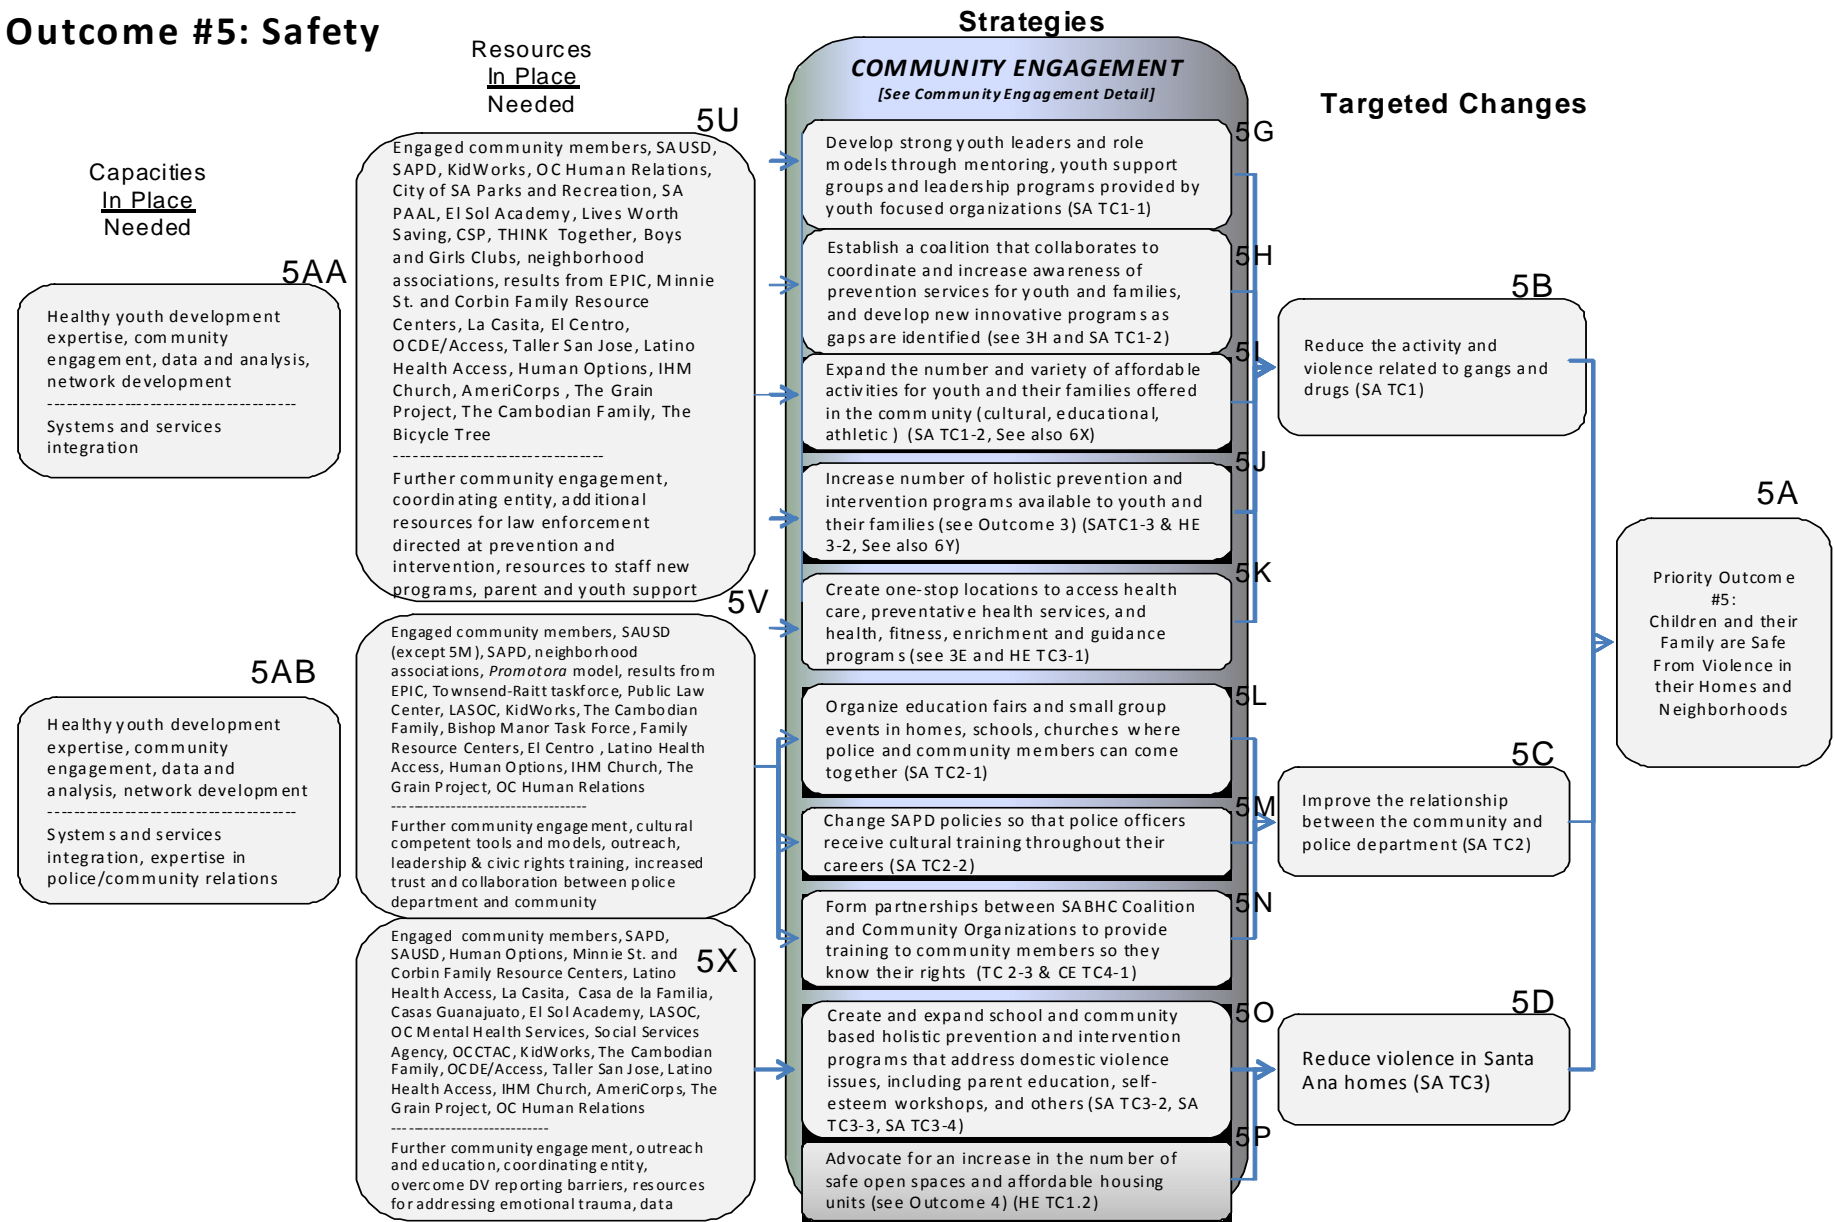 Outcome #5: Safety
Capacities
In Place
Needed
5AA
Healthy youth development
expertise, community
engagement, data and analysis,
network development
---------------------------------------
Systems and services
integration
5AB
Healthy youth development
expertise, community
engagement, data and
analysis, network development
---------------------------------------
Systems and services
integration, expertise in
police/community relations
Resources
In Place
Needed
5U
Engaged community members, SAUSD,
SAPD, KidWorks, OC Human Relations,
City of SA Parks and Recreation, SA
PAAL, El Sol Academy, Lives Worth
Saving, CSP, THINK Together, Boys
and Girls Clubs, neighborhood
associations, results from EPIC, Minnie
St. and Corbin Family Resource
Centers, La Casita, El Centro,
OCDE/Access, Taller San Jose, Latino
Health Access, Human Options, IHM
Church, AmeriCorps , The Grain
Project, The Cambodian Family, The
Bicycle Tree
---------------------------------
Further community engagement,
coordinating entity, additional
resources for law enforcement
directed at prevention and
intervention, resources to staff new
programs, parent and youth support
5V
Engaged community members, SAUSD
(except 5M), SAPD, neighborhood
associations, Promotora model, results from
EPIC, Townsend-Raitt taskforce, Public Law
Center, LASOC, KidWorks, The Cambodian
Family, Bishop Manor Task Force, Family
Resource Centers, El Centro , Latino Health
Access, Human Options, IHM Church, The
Grain Project, OC Human Relations
---------------------------------
Further community engagement, cultural
competent tools and models, outreach,
leadership & civic rights training, increased
trust and collaboration between police
department and community
5X
Engaged community members, SAPD,
SAUSD, Human Options, Minnie St. and
Corbin Family Resource Centers, Latino
Health Access, La Casita, Casa de la Familia,
Casas Guanajuato, El Sol Academy, LASOC,
OC Mental Health Services, Social Services
Agency, OCCTAC, KidWorks, The Cambodian
Family, OCDE/Access, Taller San Jose, Latino
Health Access, IHM Church, AmeriCorps, The
Grain Project, OC Human Relations
---------------------------
Further community engagement, outreach
and education, coordinating entity,
overcome DV reporting barriers, resources
for addressing emotional trauma, data
Strategies
COMMUNITY ENGAGEMENT
[See Community Engagement Detail]
5G
Develop strong youth leaders and role
models through mentoring, youth support
groups and leadership programs provided by
youth focused organizations (SA TC1-1)
5H
Establish a coalition that collaborates to
coordinate and increase awareness of
prevention services for youth and families,
and develop new innovative programs as
gaps are identified (see 3H and SA TC1-2)
5I
Expand the number and variety of affordable
activities for youth and their families offered
in the community (cultural, educational,
athletic ) (SA TC1-2, See also 6X)
5J
Increase number of holistic prevention and
intervention programs available to youth and
their families (see Outcome 3) (SATC1-3 & HE
3-2, See also 6Y)
5K
Create one-stop locations to access health
care, preventative health services, and
health, fitness, enrichment and guidance
programs (see 3E and HE TC3-1)
5L
Organize education fairs and small group
events in homes, schools, churches where
police and community members can come
together (SA TC2-1)
5M
Change SAPD policies so that police officers
receive cultural training throughout their
careers (SA TC2-2)
5N
Form partnerships between SABHC Coalition
and Community Organizations to provide
training to community members so they
know their rights (TC 2-3 & CE TC4-1)
5O
Create and expand school and community
based holistic prevention and intervention
programs that address domestic violence
issues, including parent education, self-
esteem workshops, and others (SA TC3-2, SA
TC3-3, SA TC3-4)
5P
Advocate for an increase in the number of
safe open spaces and affordable housing
units (see Outcome 4) (HE TC1.2)
Targeted Changes
5B
Reduce the activity and
violence related to gangs and
drugs (SA TC1)
5C
Improve the relationship
between the community and
police department (SA TC2)
5D
Reduce violence in Santa
Ana homes (SA TC3)
5A
Priority Outcome
#5:
Children and their
Family are Safe
From Violence in
their Homes and
Neighborhoods